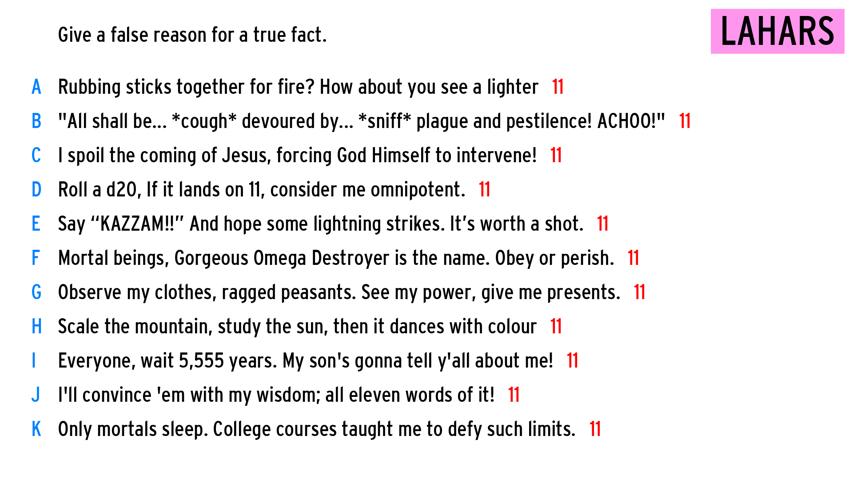 LAHARS
Give a false reason for a true fact.
A Rubbing sticks together for fire? How about you see a lighter 11
B "All shall be... *cough* devoured by... *sniff* plague and pestilence! ACHOO!" 11
C I spoil the coming of Jesus, forcing God Himself to intervene! 11
D Roll a d20, If it lands on 11, consider me omnipotent. 11
E Say “KAZZAM!!” And hope some lightning strikes. It’s worth a shot. 11
F Mortal beings, Gorgeous Omega Destroyer is the name. Obey or perish. 11
G Observe my clothes, ragged peasants. See my power, give me presents. 11
H Scale the mountain, study the sun, then it dances with colour 11
I Everyone, wait 5,555 years. My son's gonna tell y'all about me! 11
J I'll convince 'em with my wisdom; all eleven words of it! 11
K Only mortals sleep. College courses taught me to defy such limits. 11